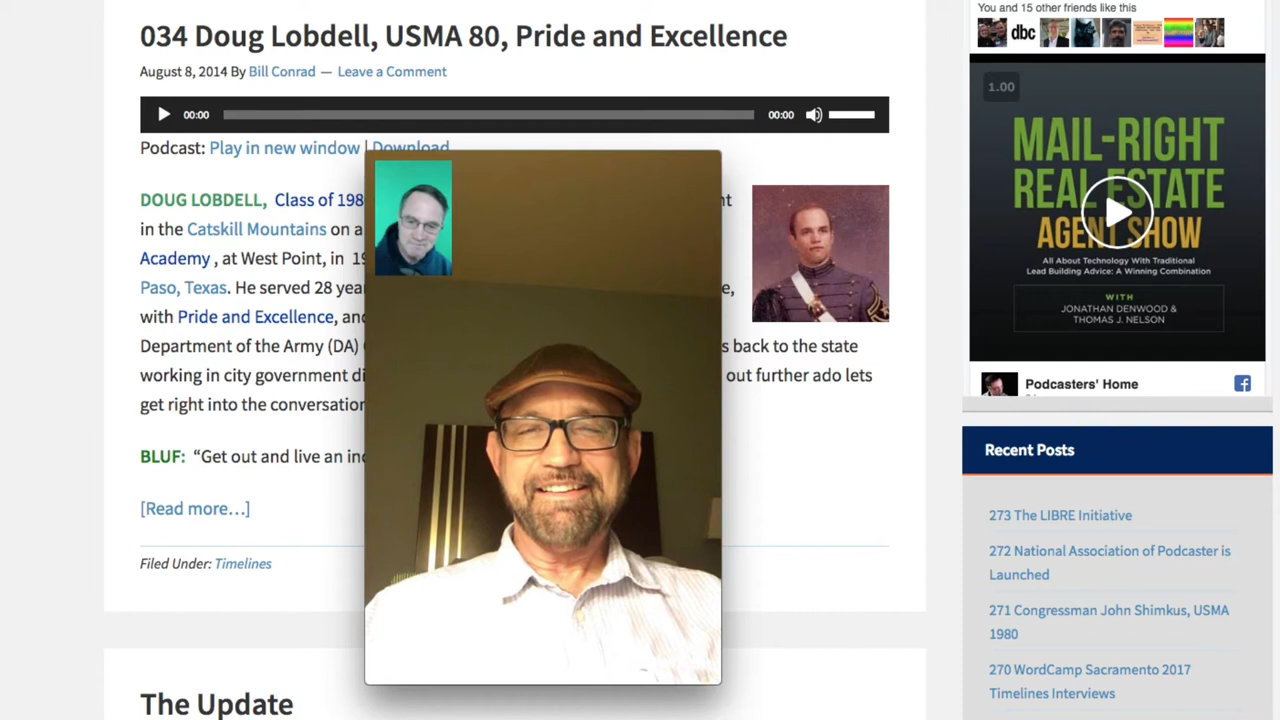 034 Doug Lobdell, USMA 80, Pride and Excellence
August 8, 2014 By Bill Conrad — Leave a Comment
00:00
00:00
Podcast: Play in new window | Download
DOUG LOBDELL, Class of 198
in the Catskill Mountains on a
Academy , at West Point, in
Paso, Texas. He served 28
with Pride and Excellence, and
Department of the Army (DA)
s back to the state
working in city government
out further ado lets
get right into the conversation
BLUF: “Get out and live an
[Read more…]
Filed Under: Timelines
The Update
You and 15 other friends like this
dbc
1.00
MAIL-RIGHT
REAL ESTATE
AGENT SHOW
All About Technology With Traditional
Lead Building Advice: A Winning Combination
WITH
JONATHAN DENWOOD &
THOMAS J. NELSON
Podcasters' Home
Recent Posts
273 The LIBRE Initiative
272 National Association of Podcaster is
Launched
271 Congressman John Shimkus, USMA
1980
270 WordCamp Sacramento 2017
Timelines Interviews